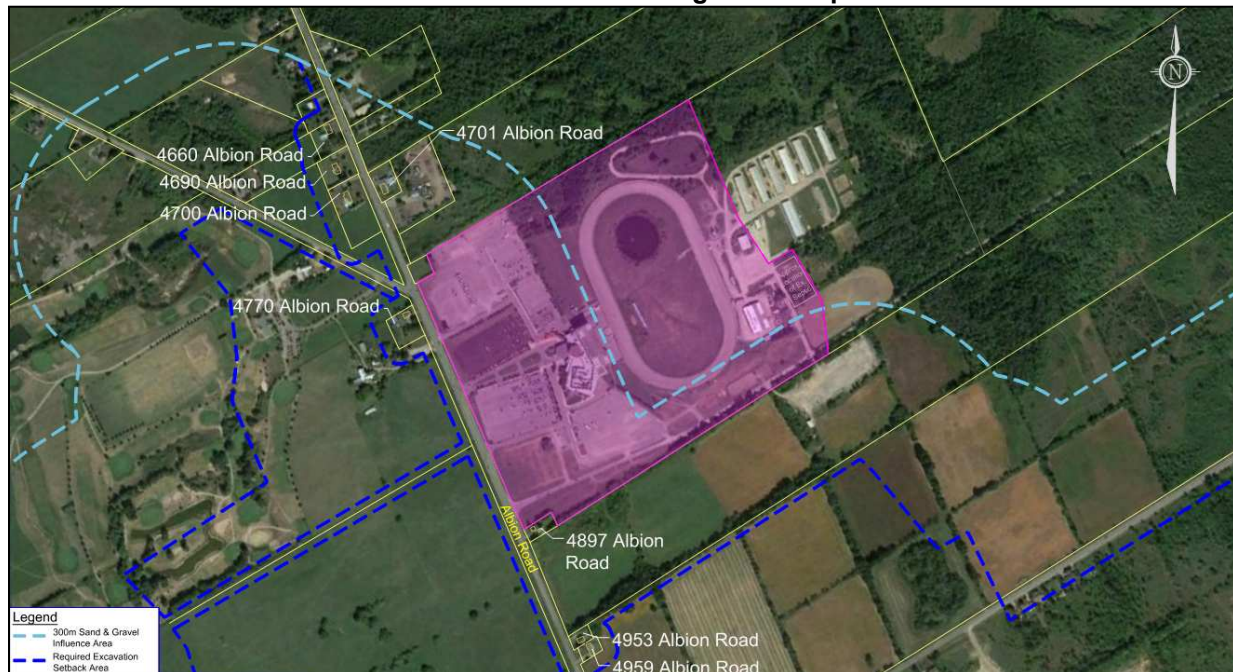 N
4701 Albion Road
4660 Albion Road
4690 Albion Road
4700 Albion Road
4770 Albion Road
Albion Road
4897 Albion
Road
4953 Albion Road
4959 Albion Road
Legend
300m Sand & Gravel
Influence Area
Required Excavation
Setback Area